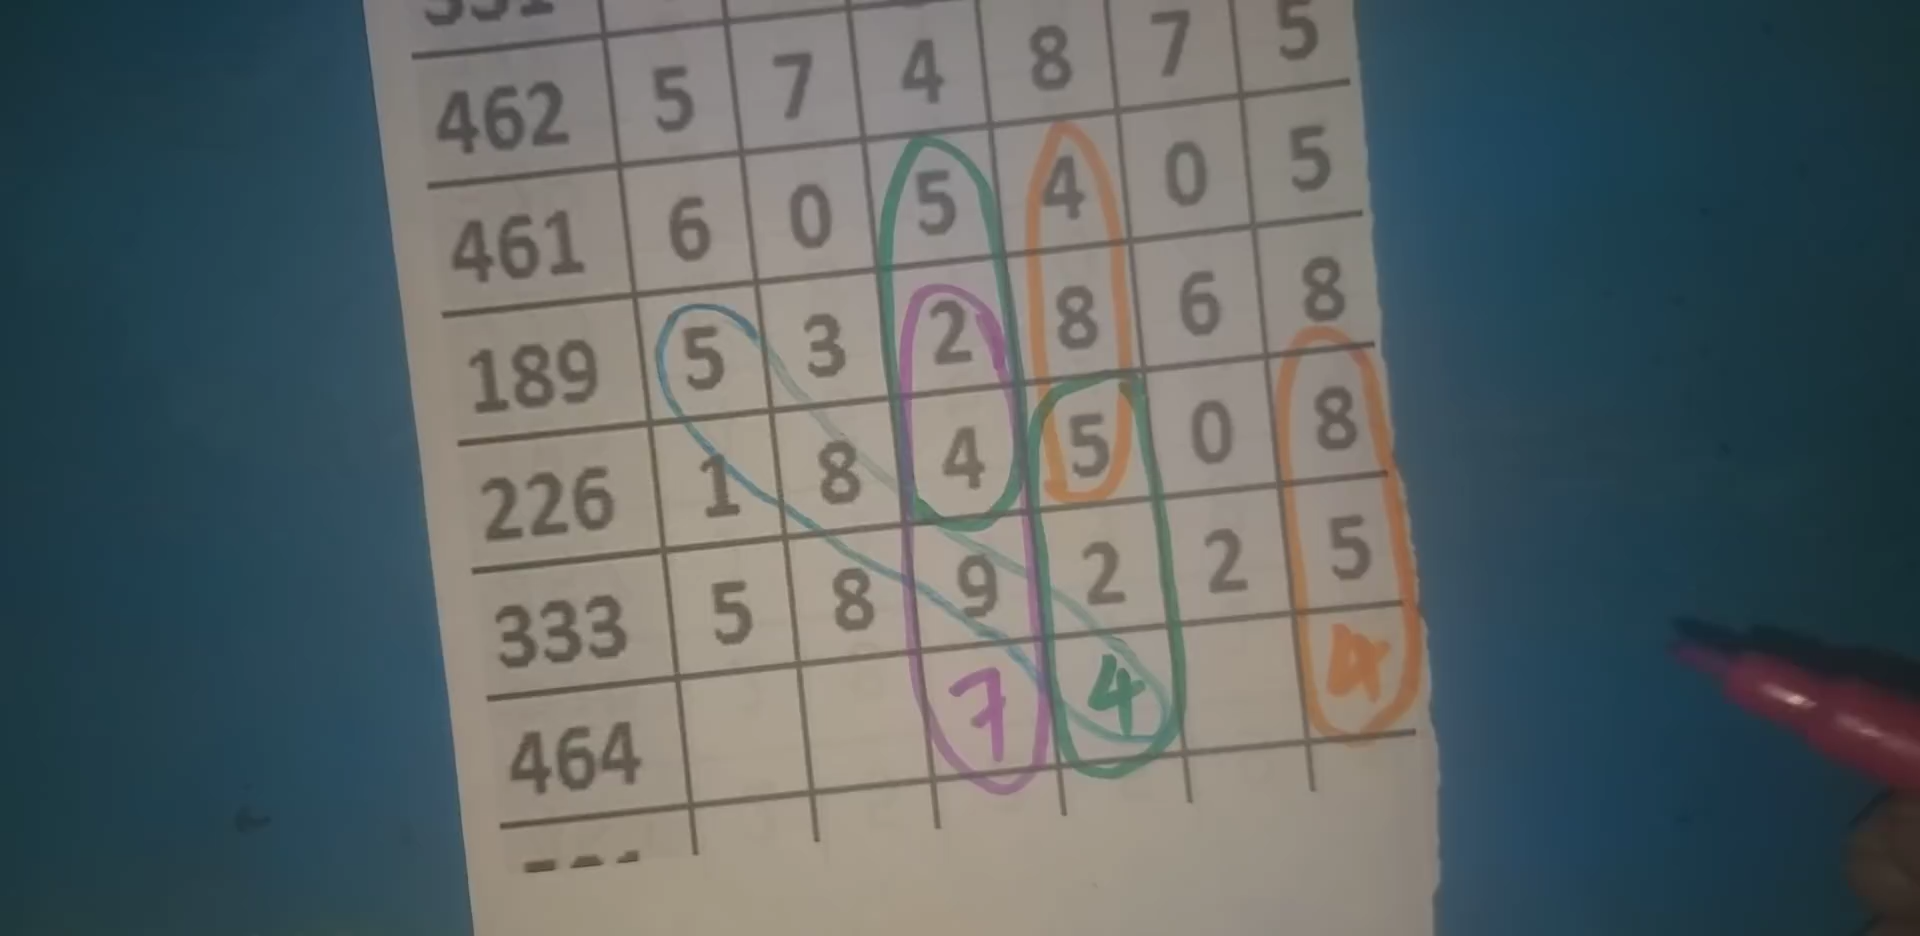 462 5 7 4 8 7 5
461 6 0 5 4 0 5
189 5 3 2 8 6 8
226 1 8 4 5 0 8
333 5 8 9 2 2 5
464 7 4 4